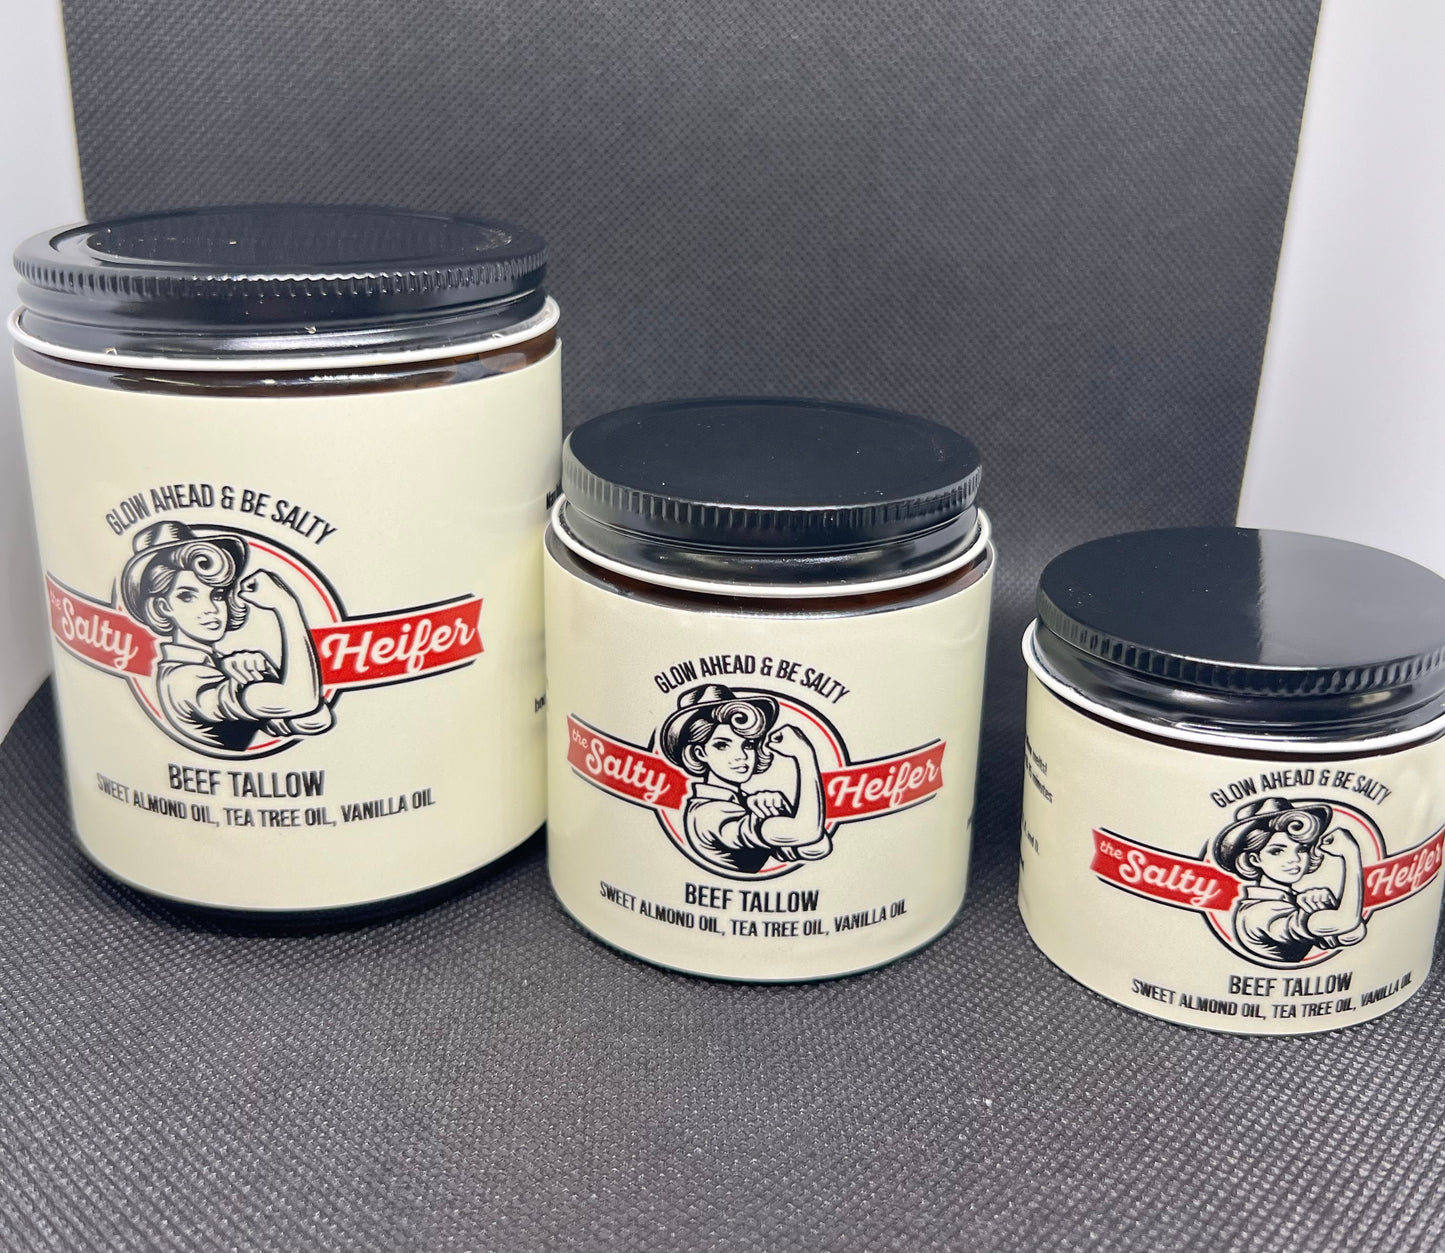 GLOW AHEAD & BE SALTY
the Salty Heifer
BEEF TALLOW
SWEET ALMOND OIL, TEA TREE OIL, VANILLA OIL
GLOW AHEAD & BE SALTY
the Salty Heifer
BEEF TALLOW
SWEET ALMOND OIL, TEA TREE OIL, VANILLA OIL
minutes
GLOW AHEAD & BE SALTY
the Salty Heifer
BEEF TALLOW
SWEET ALMOND OIL, TEA TREE OIL, VANILLA OIL